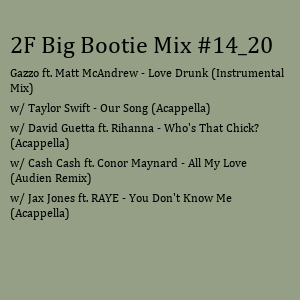 2F Big Bootie Mix #14_20
Gazzo ft. Matt McAndrew - Love Drunk (Instrumental
Mix)
w/ Taylor Swift - Our Song (Acappella)
w/ David Guetta ft. Rihanna - Who's That Chick?
(Acappella)
w/ Cash Cash ft. Conor Maynard - All My Love
(Audien Remix)
w/ Jax Jones ft. RAYE - You Don't Know Me
(Acappella)